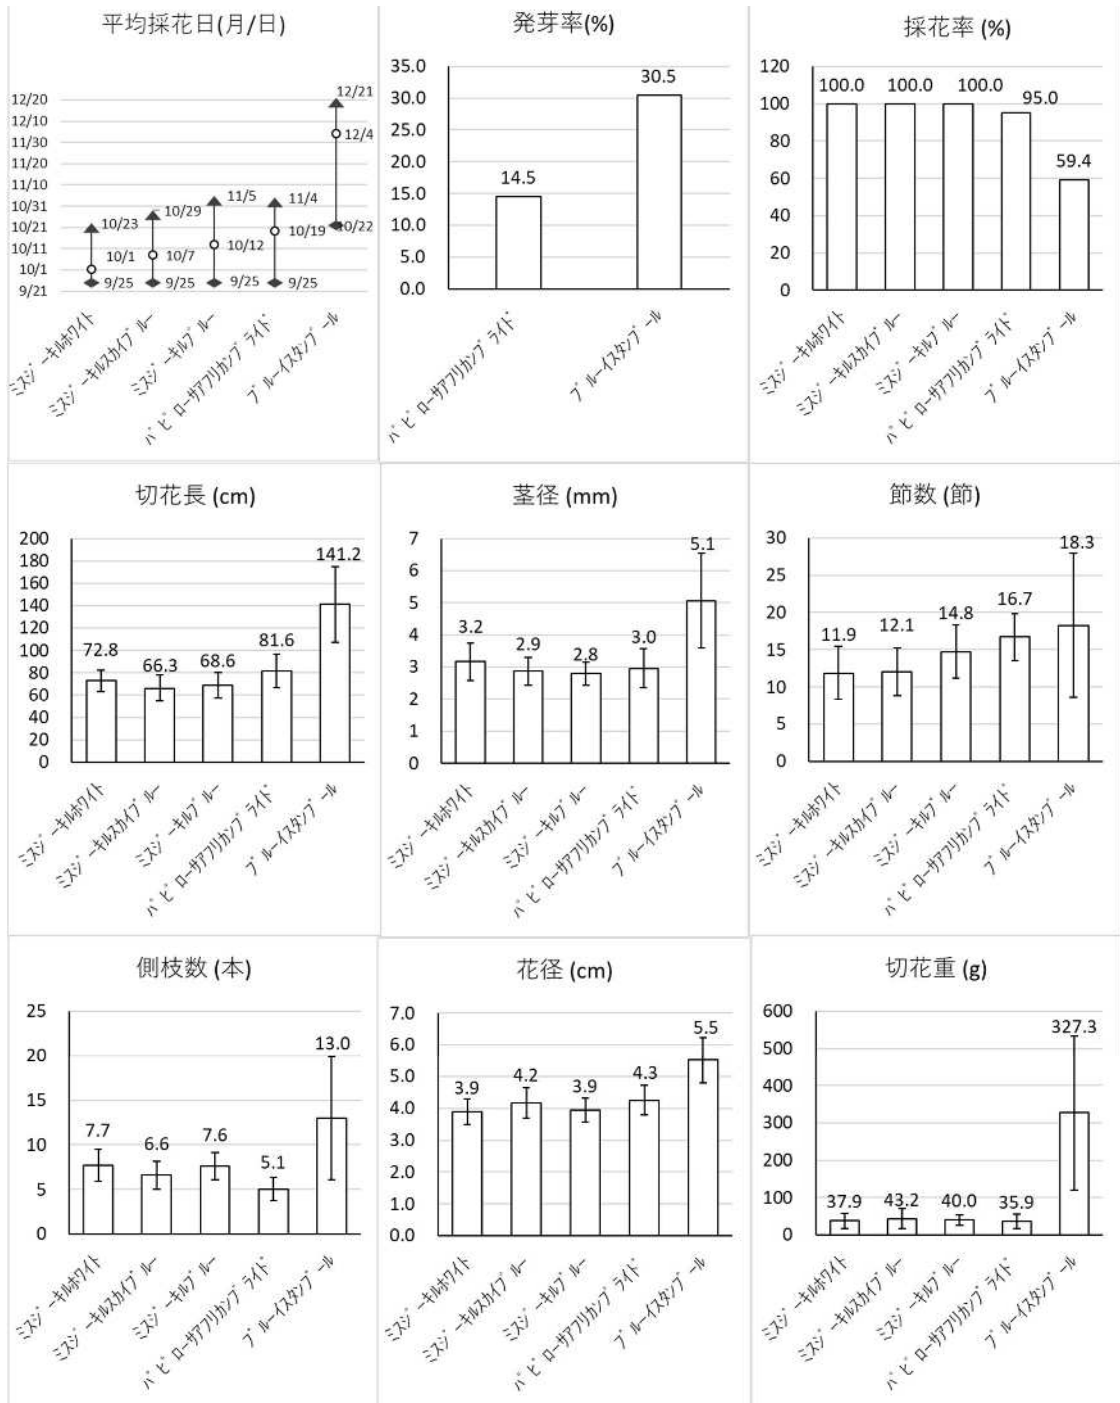 平均採花日(月/日)
12/20
12/10
11/30
11/20
11/10
10/31
10/21
10/11
10/1
9/21
10/23
10/1
9/25
10/29
10/7
9/25
11/5
10/12
9/25
11/4
10/19
9/25
12/21
12/4
10/22
ミスジーキルホワイト
ミスジーキルスカイブルー
ミスジーキルブルー
パピローサアフリカンプライド
ブルーイスタンブール
発芽率(%)
35.0
30.0
25.0
20.0
15.0
10.0
5.0
0.0
14.5
30.5
パピローサアフリカンプライド
ブルーイスタンブール
採花率 (%)
120
100
80
60
40
20
0
100.0
100.0
100.0
95.0
59.4
ミスジーキルホワイト
ミスジーキルスカイブルー
ミスジーキルブルー
パピローサアフリカンプライド
ブルーイスタンブール
切花長 (cm)
200
180
160
140
120
100
80
60
40
20
0
72.8
66.3
68.6
81.6
141.2
ミスジーキルホワイト
ミスジーキルスカイブルー
ミスジーキルブルー
パピローサアフリカンプライド
ブルーイスタンブール
茎径 (mm)
7
6
5
4
3
2
1
0
3.2
2.9
2.8
3.0
5.1
ミスジーキルホワイト
ミスジーキルスカイブルー
ミスジーキルブルー
パピローサアフリカンプライド
ブルーイスタンブール
節数 (節)
30
25
20
15
10
5
0
11.9
12.1
14.8
16.7
18.3
ミスジーキルホワイト
ミスジーキルスカイブルー
ミスジーキルブルー
パピローサアフリカンプライド
ブルーイスタンブール
側枝数 (本)
25
20
15
10
5
0
7.7
6.6
7.6
5.1
13.0
ミスジーキルホワイト
ミスジーキルスカイブルー
ミスジーキルブルー
パピローサアフリカンプライド
ブルーイスタンブール
花径 (cm)
7.0
6.0
5.0
4.0
3.0
2.0
1.0
0.0
3.9
4.2
3.9
4.3
5.5
ミスジーキルホワイト
ミスジーキルスカイブルー
ミスジーキルブルー
パピローサアフリカンプライド
ブルーイスタンブール
切花重 (g)
600
500
400
300
200
100
0
37.9
43.2
40.0
35.9
327.3
ミスジーキルホワイト
ミスジーキルスカイブルー
ミスジーキルブルー
パピローサアフリカンプライド
ブルーイスタンブール